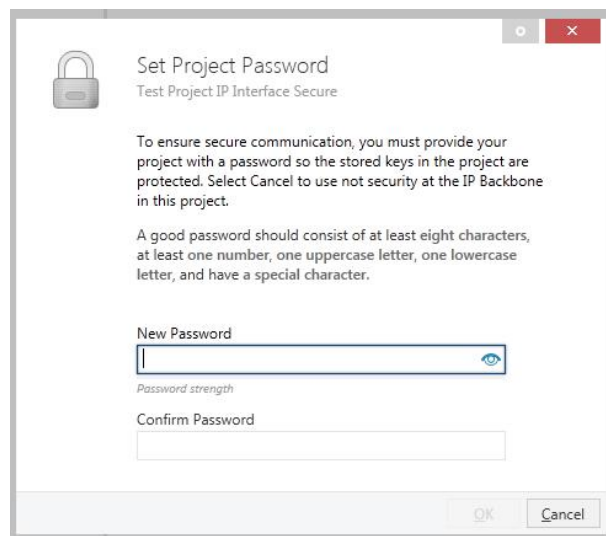 Set Project Password
Test Project IP Interface Secure
To ensure secure communication, you must provide your
project with a password so the stored keys in the project are
protected. Select Cancel to use not security at the IP Backbone
in this project.
A good password should consist of at least eight characters,
at least one number, one uppercase letter, one lowercase
letter, and have a special character.
New Password
Password strength
Confirm Password
OK
Cancel